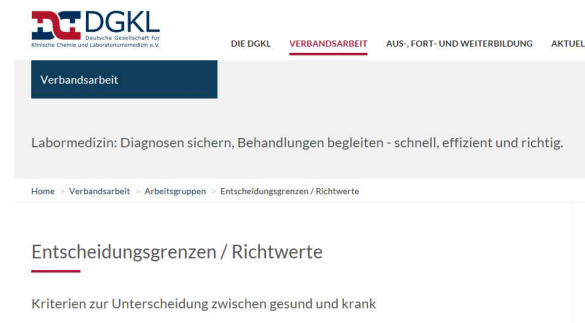 DGKL
Deutsche Gesellschaft für
Klinische Chemie und Laboratoriumsmedizin e.V.
DIE DGKL VERBANDSARBEIT AUS-, FORT- UND WEITERBILDUNG AKTUEL
Verbandsarbeit
Labormedizin: Diagnosen sichern, Behandlungen begleiten - schnell, effizient und richtig.
Home > Verbandsarbeit > Arbeitsgruppen > Entscheidungsgrenzen / Richtwerte
Entscheidungsgrenzen / Richtwerte
Kriterien zur Unterscheidung zwischen gesund und krank